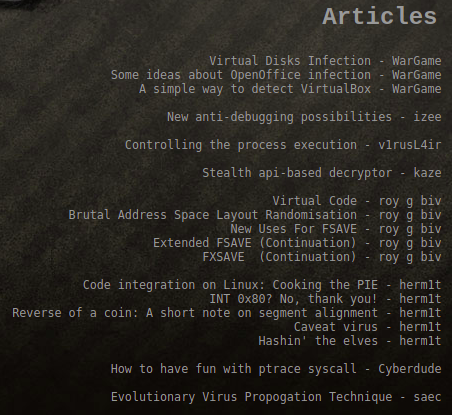 Articles
Virtual Disks Infection - WarGame
Some ideas about OpenOffice infection - WarGame
A simple way to detect VirtualBox - WarGame
New anti-debugging possibilities - izee
Controlling the process execution - v1rusL4ir
Stealth api-based decryptor - kaze
Virtual Code - roy g biv
Brutal Address Space Layout Randomisation - roy g biv
New Uses For FSAVE - roy g biv
Extended FSAVE (Continuation) - roy g biv
FXSAVE (Continuation) - roy g biv
Code integration on Linux: Cooking the PIE - herm1t
INT 0x80? No, thank you! - herm1t
Reverse of a coin: A short note on segment alignment - herm1t
Caveat virus - herm1t
Hashin' the elves - herm1t
How to have fun with ptrace syscall - Cyberdude
Evolutionary Virus Propogation Technique - saec